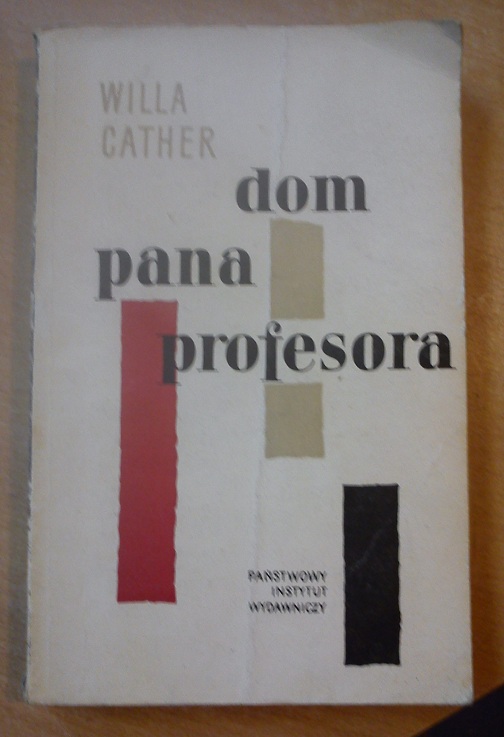 WILLA
CATHER
dom
pana
profesora
PAŃSTWOWY
INSTYTUT
WYDAWNICZY